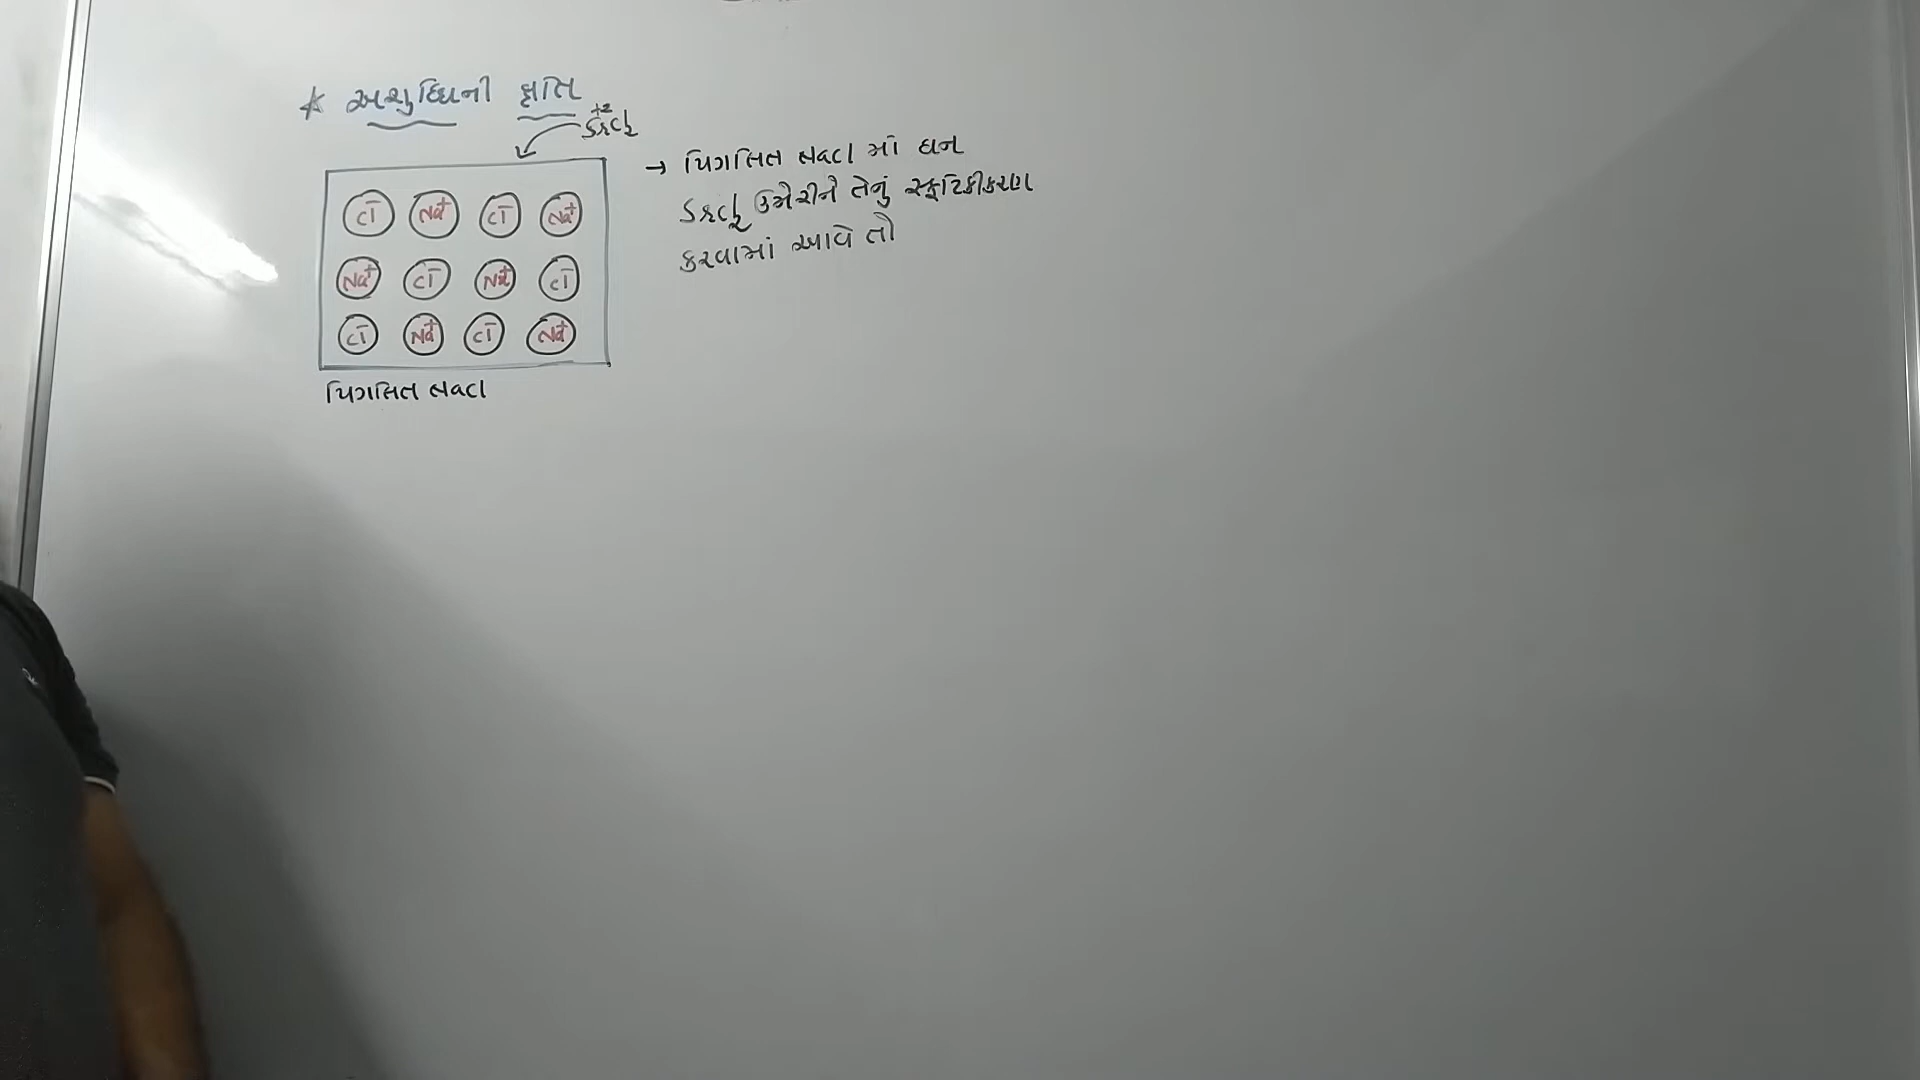 * અશુદ્ધિની ક્ષતિ
+2
SrCl₂
Cl⁻ Na⁺ Cl⁻ Na⁺
Na⁺ Cl⁻ Na⁺ Cl⁻
Cl⁻ Na⁺ Cl⁻ Na⁺
પિગલિત Nacl
→ પિગલિત Nacl માં ઘન
SrCl₂ ઉમેરીને તેનું સ્ફટિકીકરણ
કરવામાં આવે તો